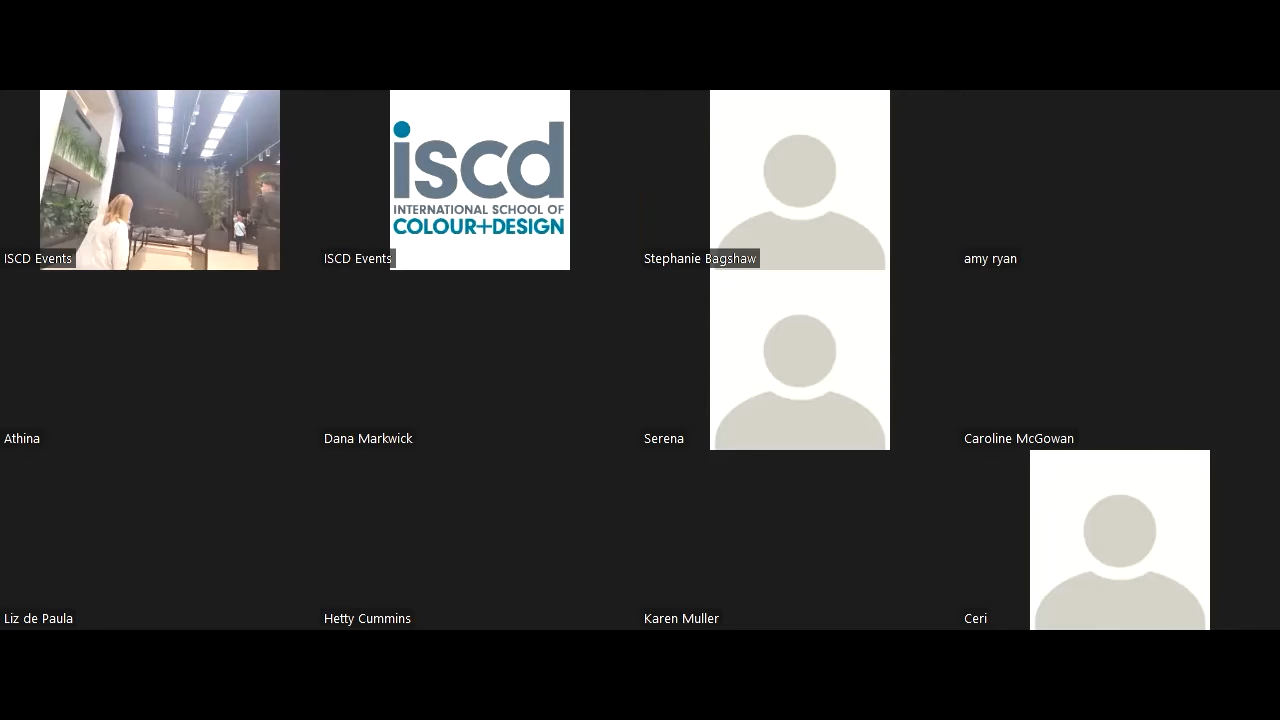 iscd
INTERNATIONAL SCHOOL OF
COLOUR+DESIGN
ISCD Events
ISCD Events
Stephanie Bagshaw
amy ryan
Athina
Dana Markwick
Serena
Caroline McGowan
Liz de Paula
Hetty Cummins
Karen Muller
Ceri